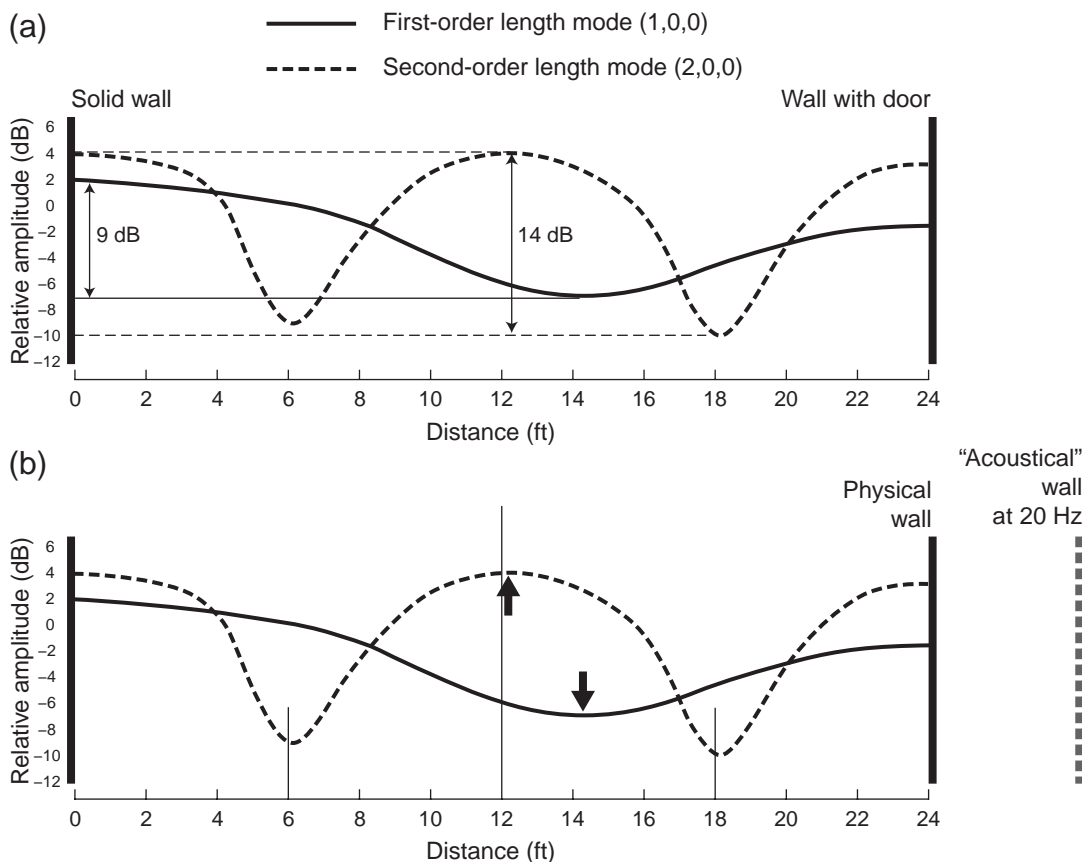 (a)
First-order length mode (1,0,0)
Second-order length mode (2,0,0)
Solid wall
Wall with door
Relative amplitude (dB)
6
4
2
0
−2
−4
−6
−8
−10
−12
9 dB
14 dB
0 2 4 6 8 10 12 14 16 18 20 22 24
Distance (ft)
(b)
Physical
wall
“Acoustical”
wall
at 20 Hz
Relative amplitude (dB)
6
4
2
0
−2
−4
−6
−8
−10
−12
0 2 4 6 8 10 12 14 16 18 20 22 24
Distance (ft)